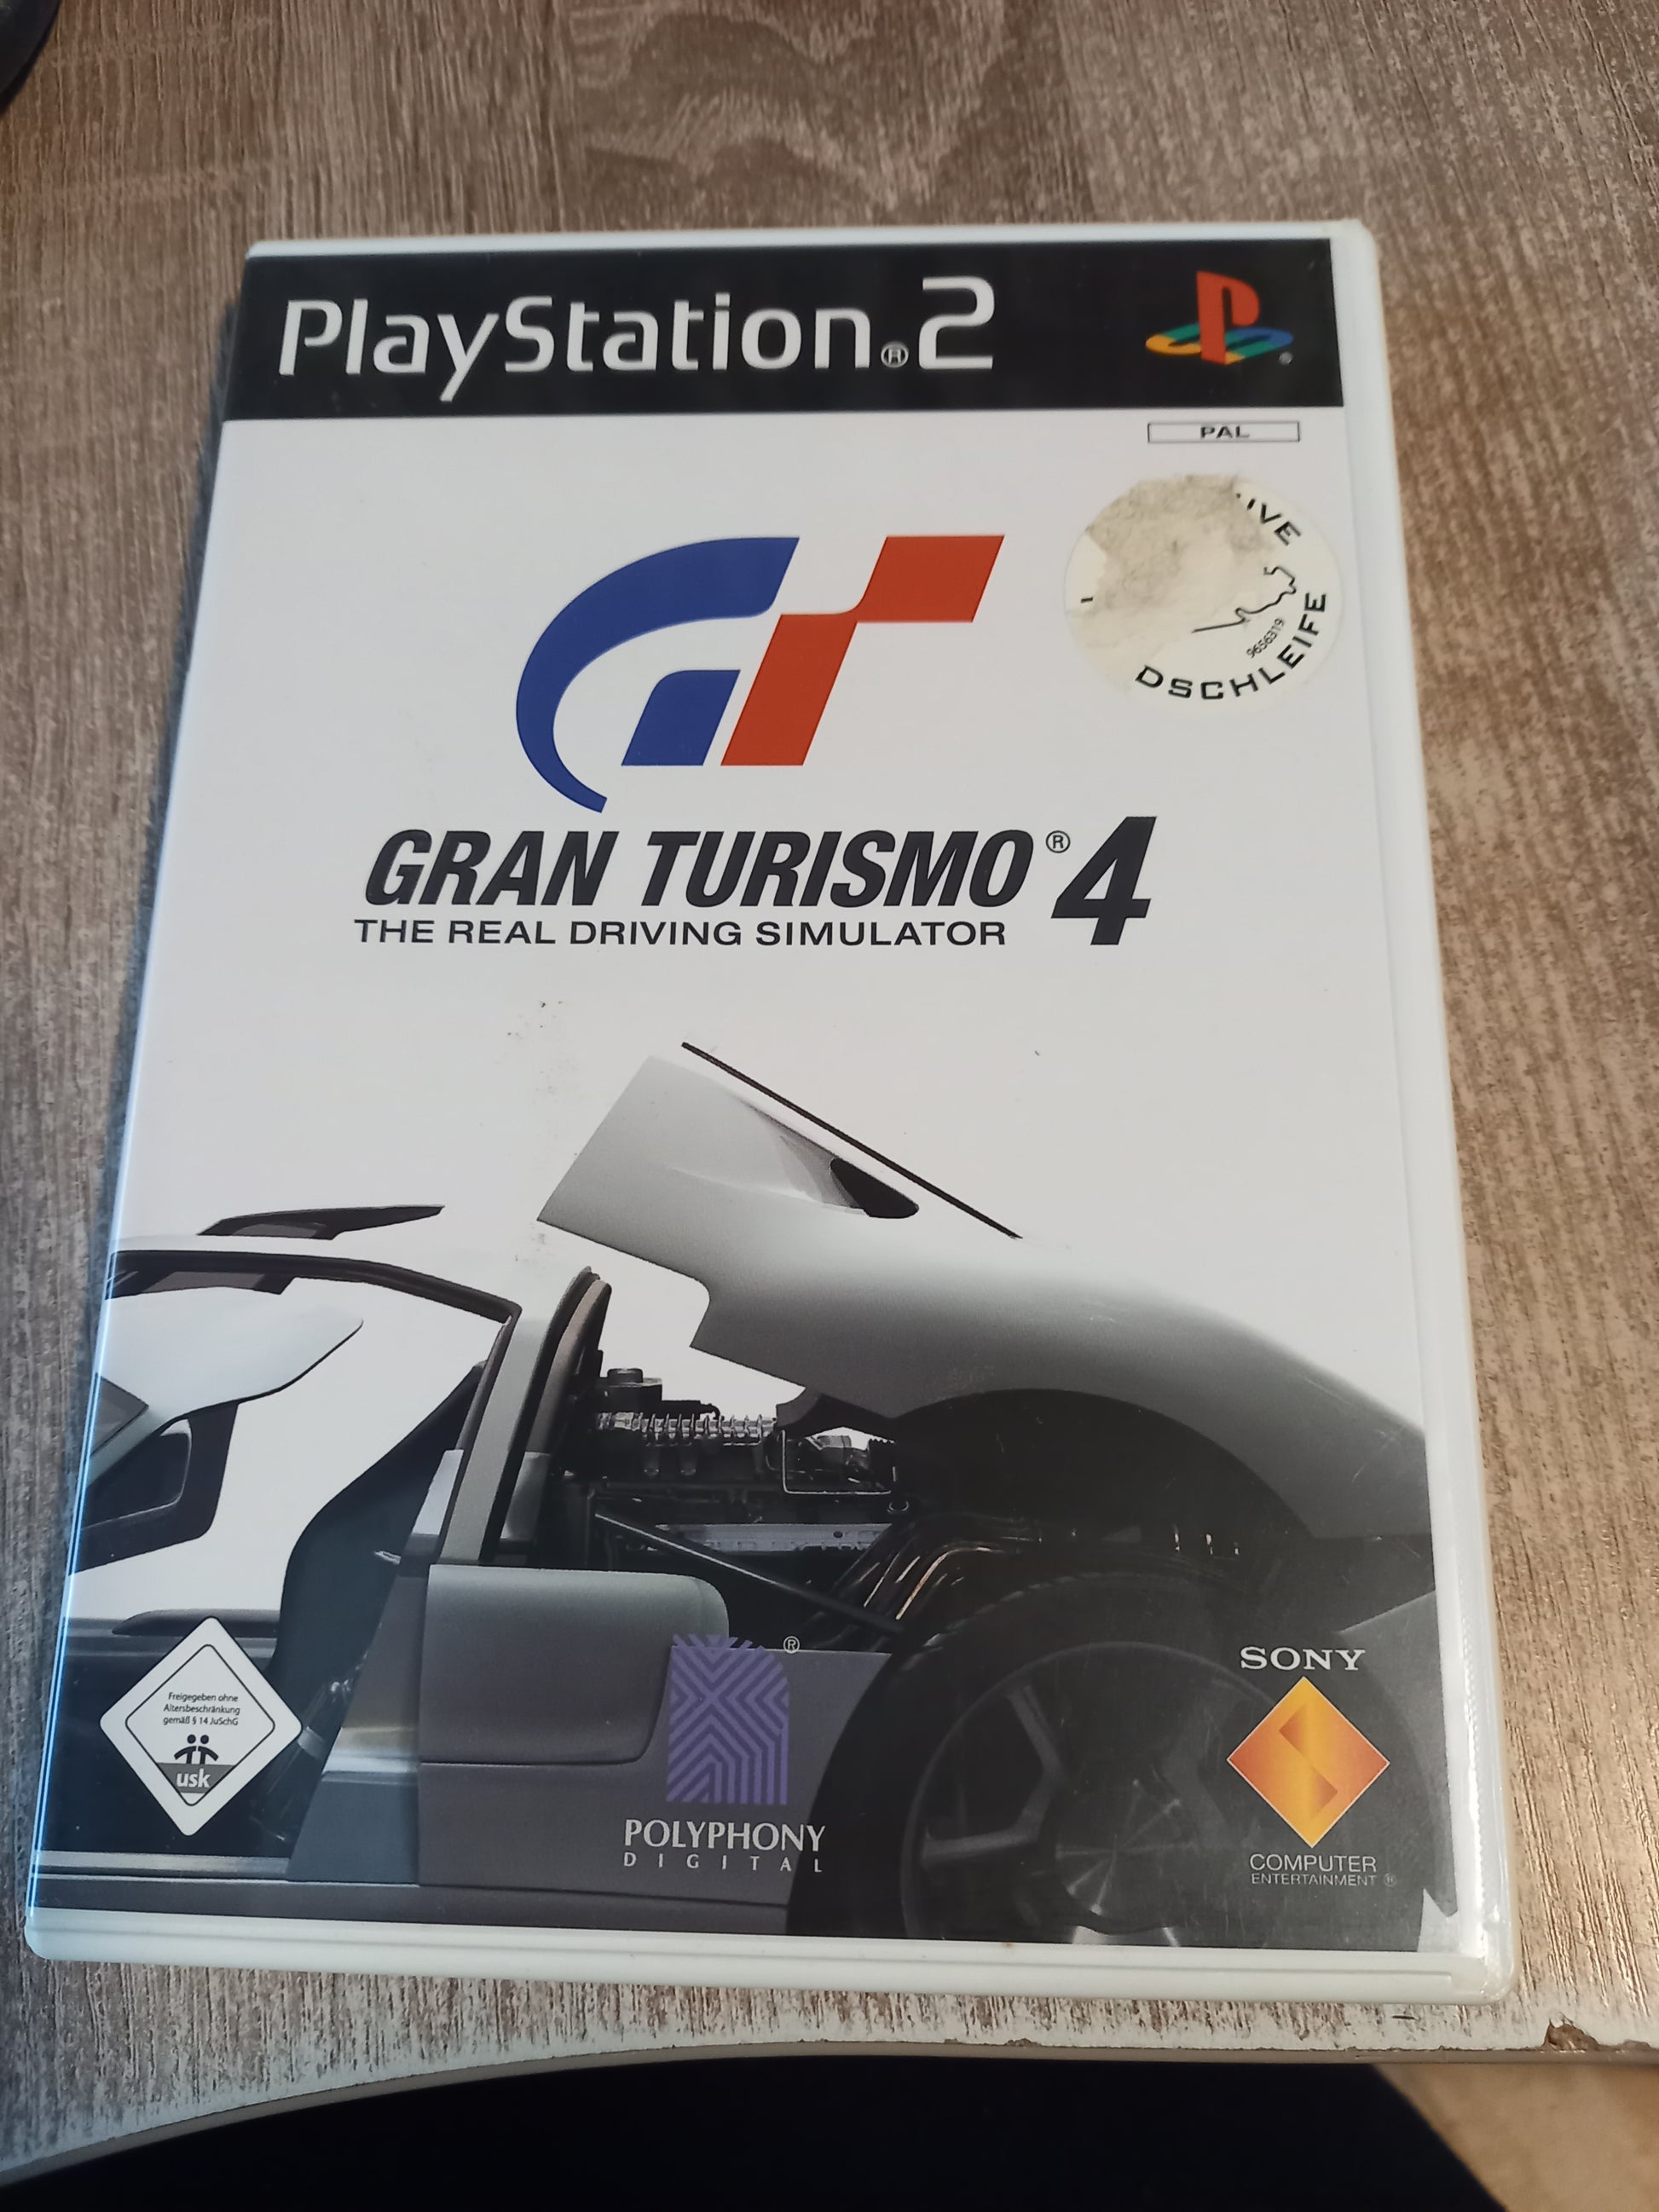 PlayStation®2
PAL
DSCHLEIFE
9656319
GRAN TURISMO® 4
THE REAL DRIVING SIMULATOR
Freigegeben ohne
Altersbeschränkung
gemäß § 14 JuSchG
usk
®
POLYPHONY
DIGITAL
SONY
COMPUTER
ENTERTAINMENT ®